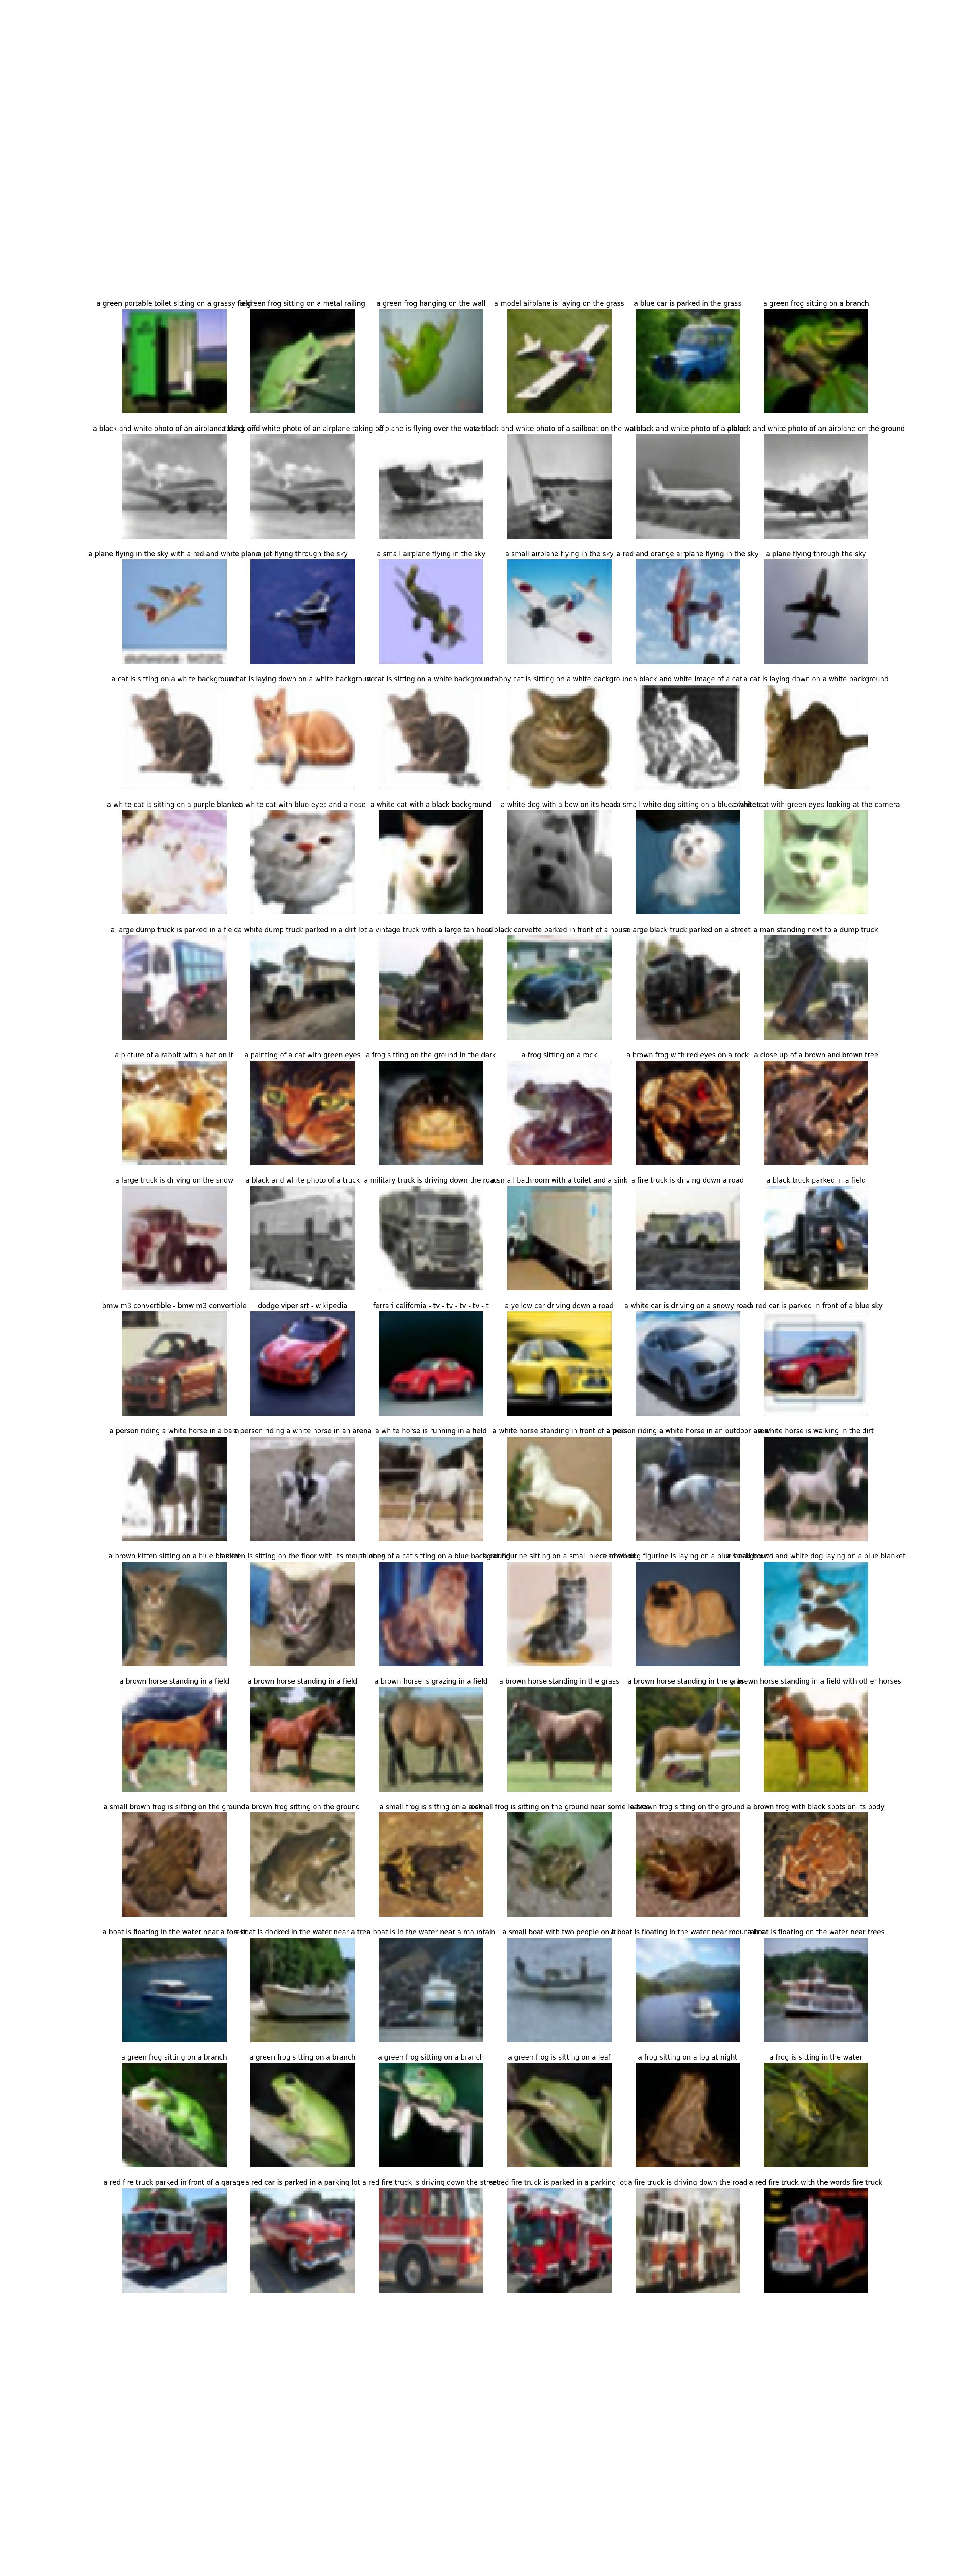 a green portable toilet sitting on a grassy field
a green frog sitting on a metal railing
a green frog hanging on the wall
a model airplane is laying on the grass
a blue car is parked in the grass
a green frog sitting on a branch
a black and white photo of an airplane taking off
a black and white photo of an airplane taking off
a plane is flying over the water
a black and white photo of a sailboat on the water
a black and white photo of a plane
a black and white photo of an airplane on the ground
a plane flying in the sky with a red and white plane
a jet flying through the sky
a small airplane flying in the sky
a small airplane flying in the sky
a red and orange airplane flying in the sky
a plane flying through the sky
a cat is sitting on a white background
a cat is laying down on a white background
a cat is sitting on a white background
a tabby cat is sitting on a white background
a black and white image of a cat
a cat is laying down on a white background
a white cat is sitting on a purple blanket
a white cat with blue eyes and a nose
a white cat with a black background
a white dog with a bow on its head
a small white dog sitting on a blue blanket
a white cat with green eyes looking at the camera
a large dump truck is parked in a field
a white dump truck parked in a dirt lot
a vintage truck with a large tan hood
a black corvette parked in front of a house
a large black truck parked on a street
a man standing next to a dump truck
a picture of a rabbit with a hat on it
a painting of a cat with green eyes
a frog sitting on the ground in the dark
a frog sitting on a rock
a brown frog with red eyes on a rock
a close up of a brown and brown tree
a large truck is driving on the snow
a black and white photo of a truck
a military truck is driving down the road
a small bathroom with a toilet and a sink
a fire truck is driving down a road
a black truck parked in a field
bmw m3 convertible - bmw m3 convertible
dodge viper srt - wikipedia
ferrari california - tv - tv - tv - tv - t
a yellow car driving down a road
a white car is driving on a snowy road
a red car is parked in front of a blue sky
a person riding a white horse in a barn
a person riding a white horse in an arena
a white horse is running in a field
a white horse standing in front of a tree
a person riding a white horse in an outdoor area
a white horse is walking in the dirt
a brown kitten sitting on a blue blanket
a kitten is sitting on the floor with its mouth open
a painting of a cat sitting on a blue background
a cat figurine sitting on a small piece of wood
a small dog figurine is laying on a blue background
a small brown and white dog laying on a blue blanket
a brown horse standing in a field
a brown horse standing in a field
a brown horse is grazing in a field
a brown horse standing in the grass
a brown horse standing in the grass
a brown horse standing in a field with other horses
a small brown frog is sitting on the ground
a brown frog sitting on the ground
a small frog is sitting on a rock
a small frog is sitting on the ground near some leaves
a brown frog sitting on the ground
a brown frog with black spots on its body
a boat is floating in the water near a forest
a boat is docked in the water near a tree
a boat is in the water near a mountain
a small boat with two people on it
a boat is floating in the water near mountains
a boat is floating on the water near trees
a green frog sitting on a branch
a green frog sitting on a branch
a green frog sitting on a branch
a green frog is sitting on a leaf
a frog sitting on a log at night
a frog is sitting in the water
a red fire truck parked in front of a garage
a red car is parked in a parking lot
a red fire truck is driving down the street
a red fire truck is parked in a parking lot
a fire truck is driving down the road
a red fire truck with the words fire truck